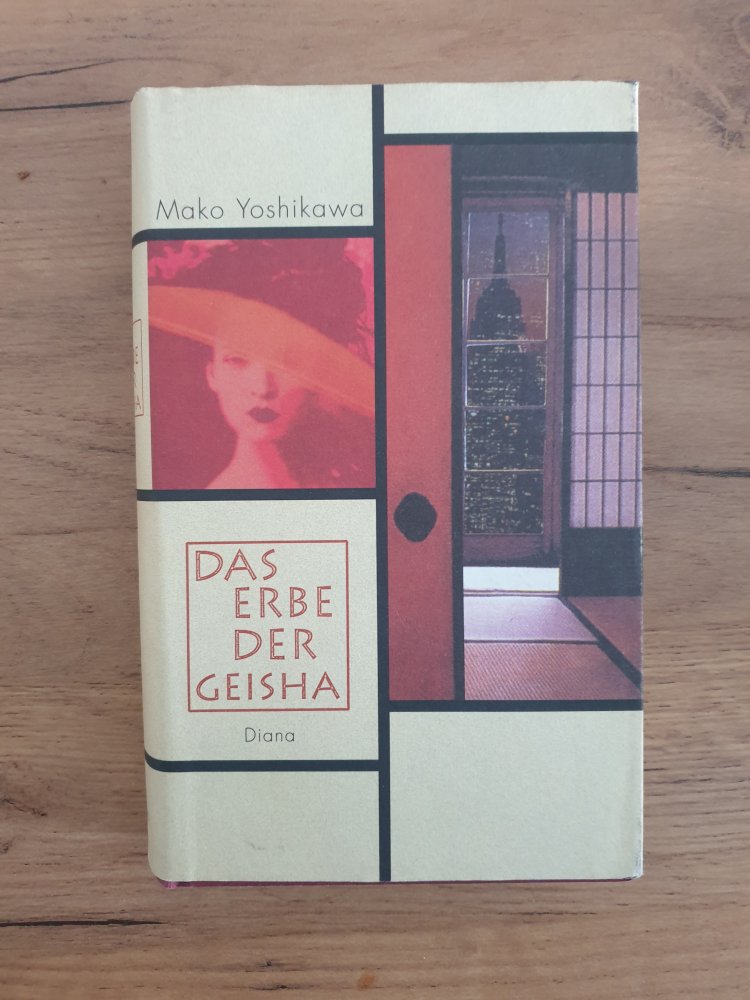 Mako Yoshikawa
DAS
ERBE
DER
GEISHA
Diana